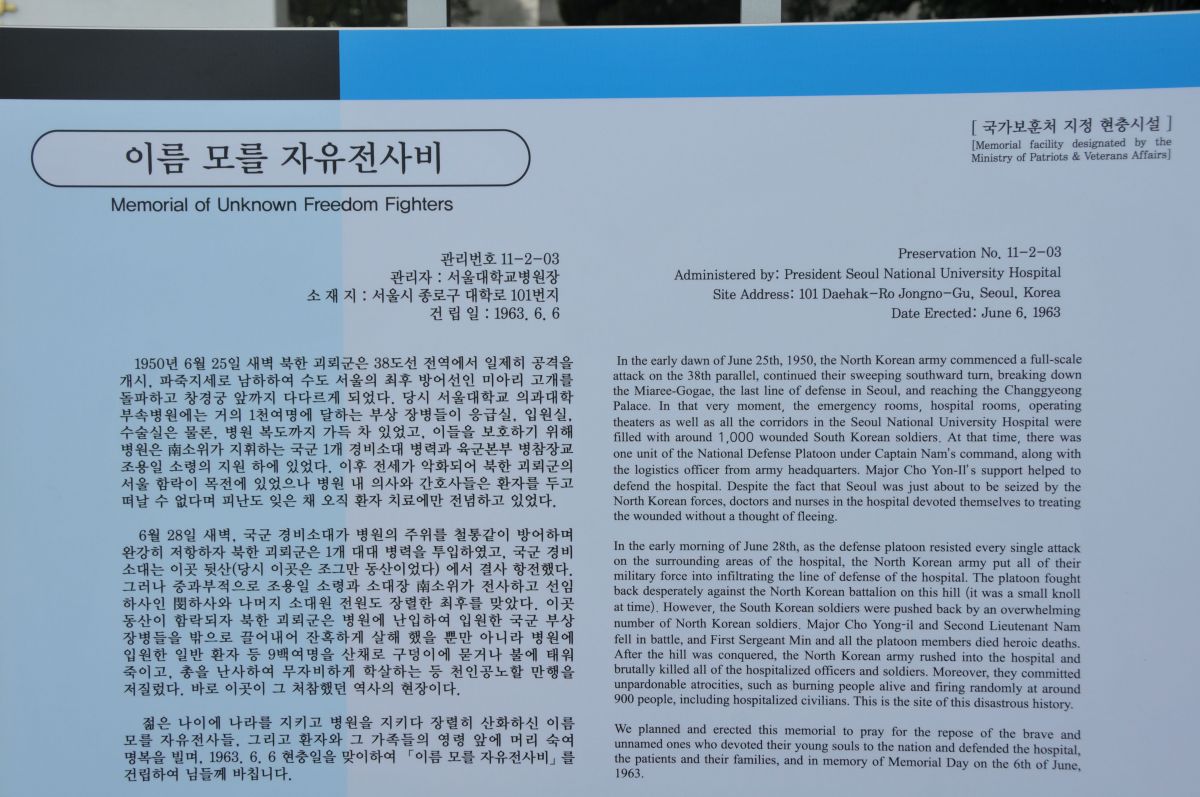 이름 모를 자유전사비
Memorial of Unknown Freedom Fighters
[ 국가보훈처 지정 현충시설 ]
[Memorial facility designated by the
Ministry of Patriots & Veterans Affairs]
관리번호 11-2-03
관리자 : 서울대학교병원장
소 재 지 : 서울시 종로구 대학로 101번지
건 립 일 : 1963. 6. 6
1950년 6월 25일 새벽 북한 괴뢰군은 38도선 전역에서 일제히 공격을
개시, 파죽지세로 남하하여 수도 서울의 최후 방어선인 미아리 고개를
돌파하고 창경궁 앞까지 다다르게 되었다. 당시 서울대학교 의과대학
부속병원에는 거의 1천여명에 달하는 부상 장병들이 응급실, 입원실,
수술실은 물론, 병원 복도까지 가득 차 있었고, 이들을 보호하기 위해
병원은 南소위가 지휘하는 국군 1개 경비소대 병력과 육군본부 병참장교
조용일 소령의 지원 하에 있었다. 이후 전세가 악화되어 북한 괴뢰군의
서울 함락이 목전에 있었으나 병원 내 의사와 간호사들은 환자를 두고
떠날 수 없다며 피난도 잊은 채 오직 환자 치료에만 전념하고 있었다.
6월 28일 새벽, 국군 경비소대가 병원의 주위를 철통같이 방어하며
완강히 저항하자 북한 괴뢰군은 1개 대대 병력을 투입하였고, 국군 경비
소대는 이곳 뒷산(당시 이곳은 조그만 동산이었다) 에서 결사 항전했다.
그러나 중과부적으로 조용일 소령과 소대장 南소위가 전사하고 선임
하사인 閔하사와 나머지 소대원 전원도 장렬한 최후를 맞았다. 이곳
동산이 함락되자 북한 괴뢰군은 병원에 난입하여 입원한 국군 부상
장병들을 밖으로 끌어내어 잔혹하게 살해 했을 뿐만 아니라 병원에
입원한 일반 환자 등 9백여명을 산채로 구덩이에 묻거나 불에 태워
죽이고, 총을 난사하여 무자비하게 학살하는 등 천인공노할 만행을
저질렀다. 바로 이곳이 그 처참했던 역사의 현장이다.
젊은 나이에 나라를 지키고 병원을 지키다 장렬히 산화하신 이름
모를 자유전사들, 그리고 환자와 그 가족들의 영령 앞에 머리 숙여
명복을 빌며, 1963. 6. 6 현충일을 맞이하여 「이름 모를 자유전사비」를
건립하여 님들께 바칩니다.
Preservation No. 11-2-03
Administered by: President Seoul National University Hospital
Site Address: 101 Daehak-Ro Jongno-Gu, Seoul, Korea
Date Erected: June 6, 1963
In the early dawn of June 25th, 1950, the North Korean army commenced a full-scale
attack on the 38th parallel, continued their sweeping southward turn, breaking down
the Miaree-Gogae, the last line of defense in Seoul, and reaching the Changgyeong
Palace. In that very moment, the emergency rooms, hospital rooms, operating
theaters as well as all the corridors in the Seoul National University Hospital were
filled with around 1,000 wounded South Korean soldiers. At that time, there was
one unit of the National Defense Platoon under Captain Nam's command, along with
the logistics officer from army headquarters. Major Cho Yon-Il's support helped to
defend the hospital. Despite the fact that Seoul was just about to be seized by the
North Korean forces, doctors and nurses in the hospital devoted themselves to treating
the wounded without a thought of fleeing.
In the early morning of June 28th, as the defense platoon resisted every single attack
on the surrounding areas of the hospital, the North Korean army put all of their
military force into infiltrating the line of defense of the hospital. The platoon fought
back desperately against the North Korean battalion on this hill (it was a small knoll
at time). However, the South Korean soldiers were pushed back by an overwhelming
number of North Korean soldiers. Major Cho Yong-il and Second Lieutenant Nam
fell in battle, and First Sergeant Min and all the platoon members died heroic deaths.
After the hill was conquered, the North Korean army rushed into the hospital and
brutally killed all of the hospitalized officers and soldiers. Moreover, they committed
unpardonable atrocities, such as burning people alive and firing randomly at around
900 people, including hospitalized civilians. This is the site of this disastrous history.
We planned and erected this memorial to pray for the repose of the brave and
unnamed ones who devoted their young souls to the nation and defended the hospital,
the patients and their families, and in memory of Memorial Day on the 6th of June,
1963.